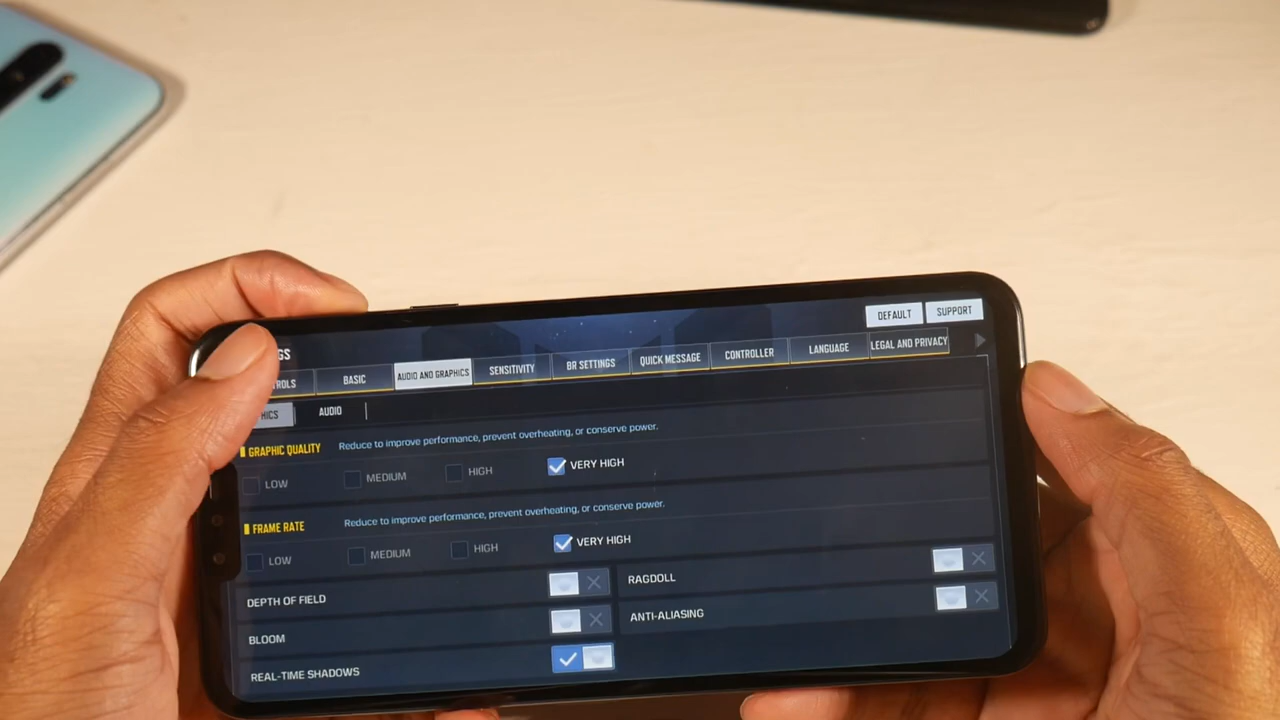 GS
DEFAULT SUPPORT
ROLS BASIC AUDIO AND GRAPHICS SENSITIVITY BR SETTINGS QUICK MESSAGE CONTROLLER LANGUAGE LEGAL AND PRIVACY
HICS AUDIO
GRAPHIC QUALITY Reduce to improve performance, prevent overheating, or conserve power.
LOW MEDIUM HIGH VERY HIGH
FRAME RATE Reduce to improve performance, prevent overheating, or conserve power.
LOW MEDIUM HIGH VERY HIGH
DEPTH OF FIELD RAGDOLL
BLOOM ANTI-ALIASING
REAL-TIME SHADOWS